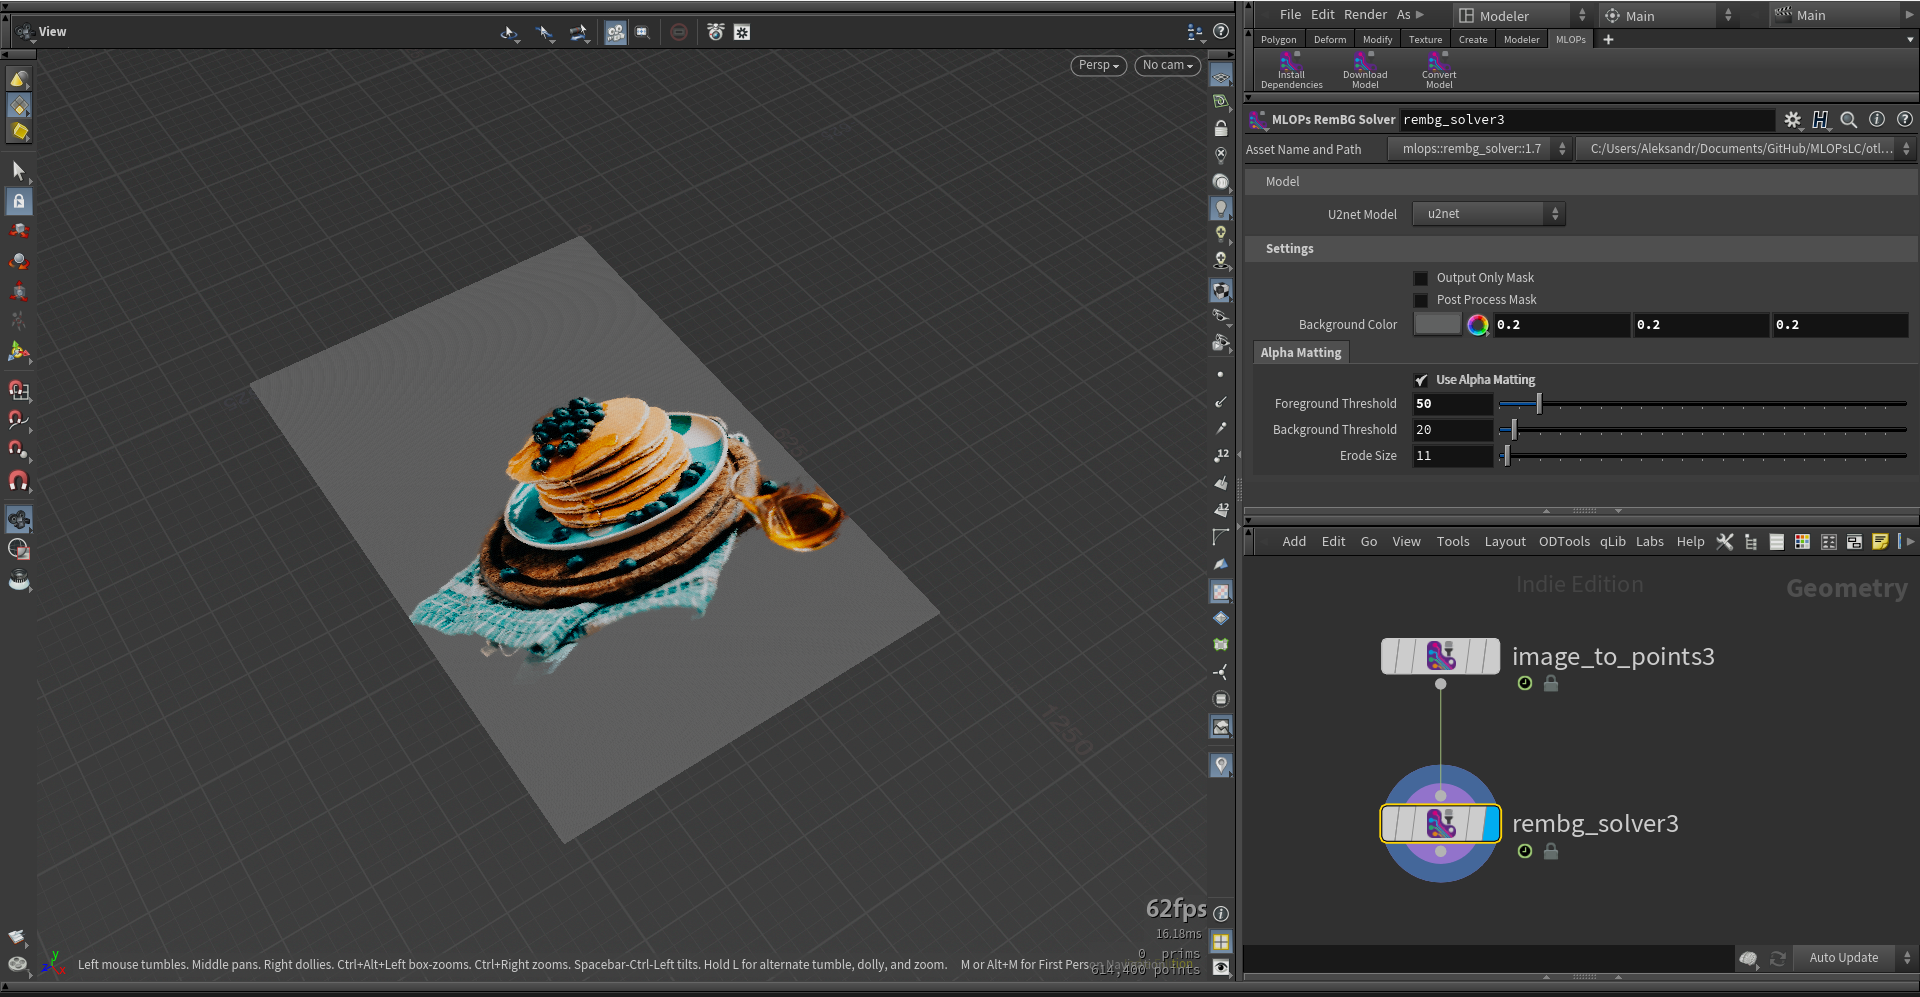 View
Persp
No cam
File Edit Render As
Modeler
Main
Main
Polygon Deform Modify Texture Create Modeler MLOPs
Install Dependencies
Download Model
Convert Model
MLOPs RemBG Solver rembg_solver3
Asset Name and Path mlops::rembg_solver::1.7 C:/Users/Aleksandr/Documents/GitHub/MLOPsLC/otl...
Model
U2net Model u2net
Settings
Output Only Mask
Post Process Mask
Background Color 0.2 0.2 0.2
Alpha Matting
Use Alpha Matting
Foreground Threshold 50
Background Threshold 20
Erode Size 11
12
12
Add Edit Go View Tools Layout ODTools qLib Labs Help
Indie Edition
Geometry
image_to_points3
rembg_solver3
1250
62fps
16.18ms
0 prims
614,400 points
y
Left mouse tumbles. Middle pans. Right dollies. Ctrl+Alt+Left box-zooms. Ctrl+Right zooms. Spacebar-Ctrl-Left tilts. Hold L for alternate tumble, dolly, and zoom. M or Alt+M for First Person Navigation.
Auto Update